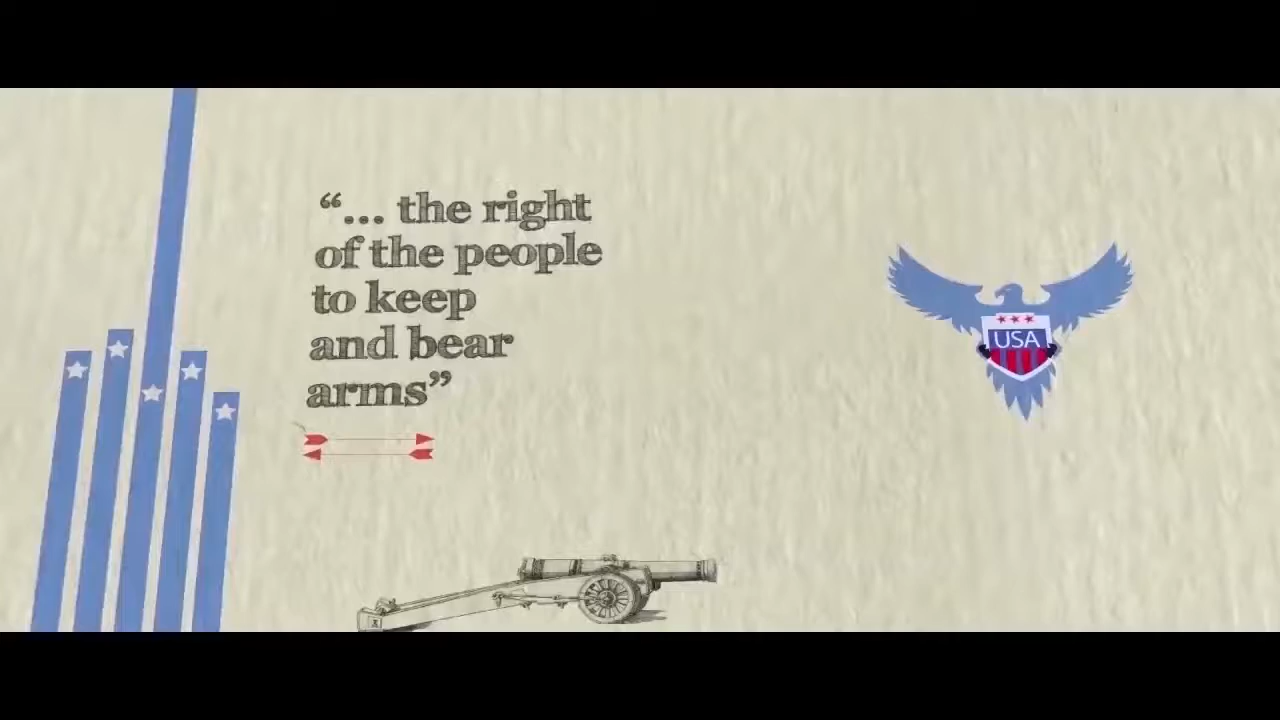 “... the right
of the people
to keep
and bear
arms”
USA